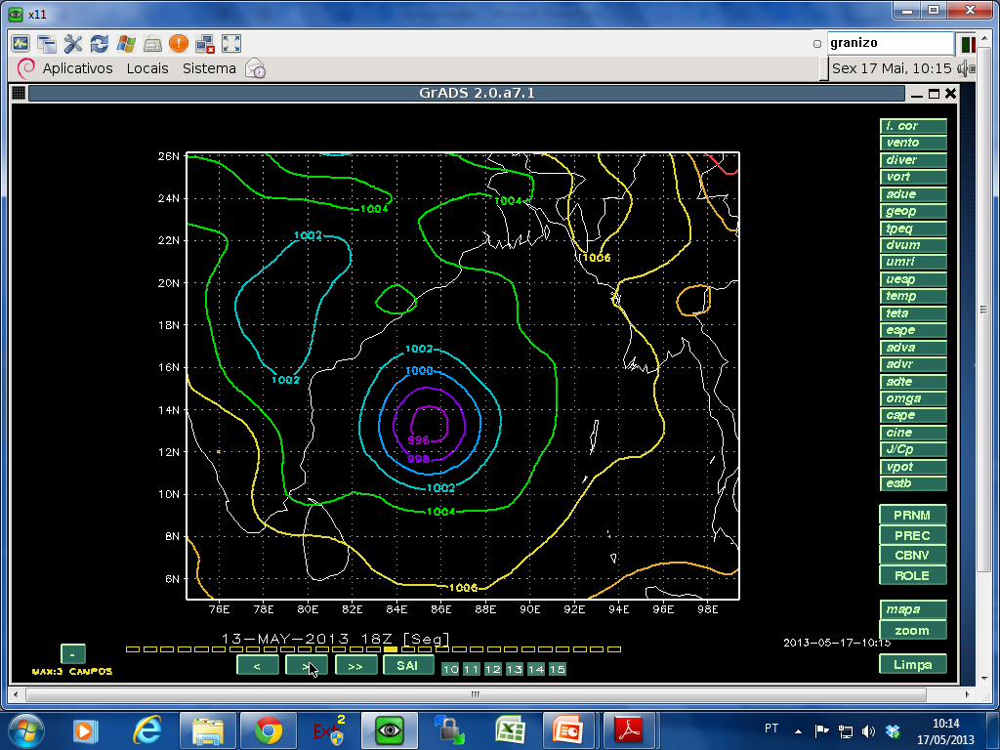 x11
granizo
Aplicativos Locais Sistema
Sex 17 Mai, 10:15
GrADS 2.0.a7.1
l. cor
vento
diver
vort
adue
geop
tpeq
dvum
umrl
uesp
temp
teta
espe
adva
advr
adte
omga
cape
cine
J/Cp
vpot
estb
PRNM
PREC
CBNV
ROLE
mapa
zoom
Limpa
26N
24N
22N
20N
18N
16N
14N
12N
10N
8N
6N
1004
1004
1002
1006
1002
1002
1000
996
998
1002
1004
1006
76E 78E 80E 82E 84E 86E 88E 90E 92E 94E 96E 98E
13-MAY-2013 18Z [Seg]
2013-05-17-10:15
-
MAX:3 CAMPOS
< > >> SAI 10 11 12 13 14 15
Ext 2
PT
10:14
17/05/2013